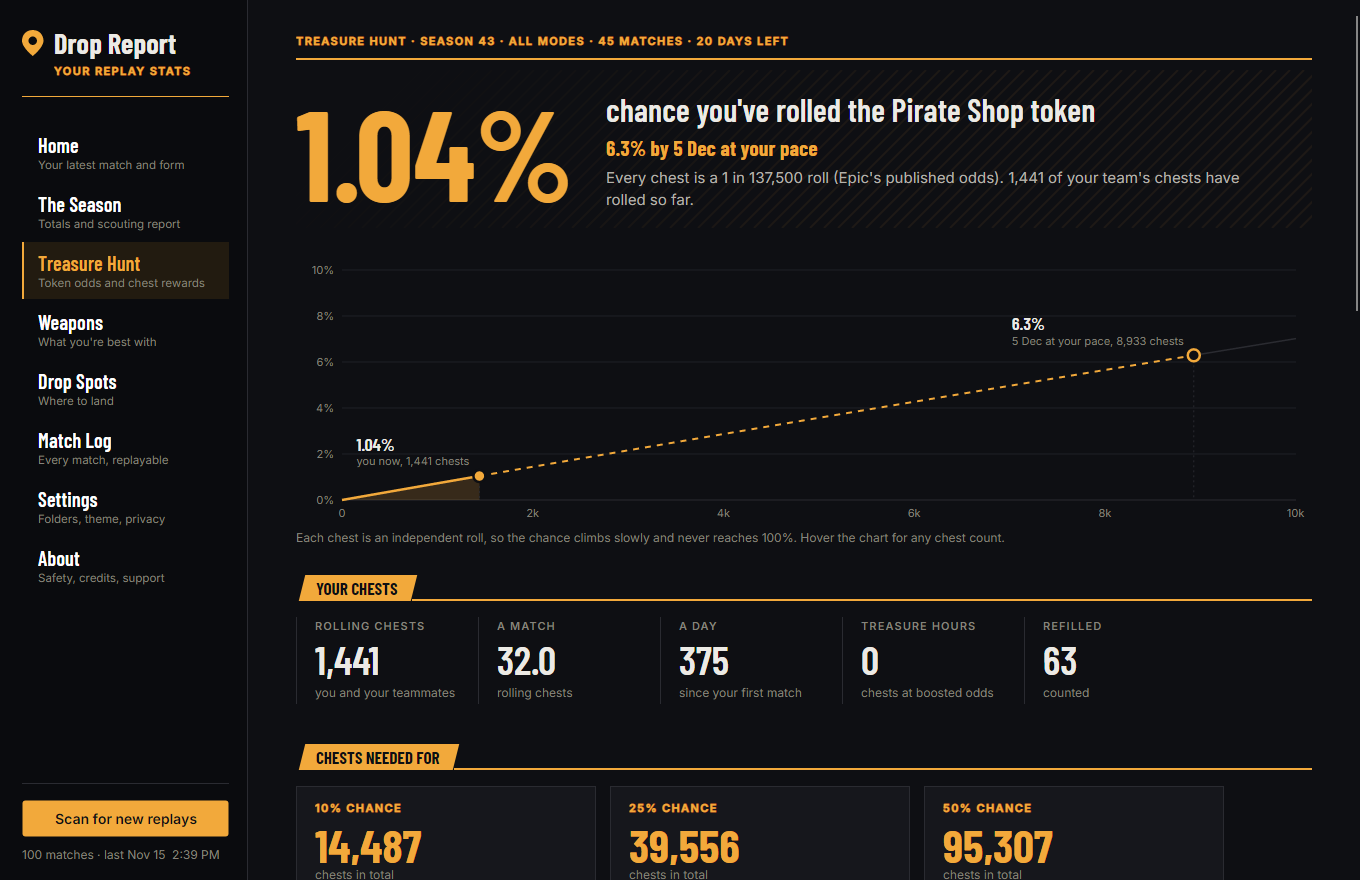 Drop Report
YOUR REPLAY STATS
Home
Your latest match and form
The Season
Totals and scouting report
Treasure Hunt
Token odds and chest rewards
Weapons
What you're best with
Drop Spots
Where to land
Match Log
Every match, replayable
Settings
Folders, theme, privacy
About
Safety, credits, support
Scan for new replays
100 matches · last Nov 15 2:39 PM
TREASURE HUNT · SEASON 43 · ALL MODES · 45 MATCHES · 20 DAYS LEFT
1.04%
chance you've rolled the Pirate Shop token
6.3% by 5 Dec at your pace
Every chest is a 1 in 137,500 roll (Epic's published odds). 1,441 of your team's chests have
rolled so far.
10%
8%
6%
4%
2%
0%
6.3%
5 Dec at your pace, 8,933 chests
1.04%
you now, 1,441 chests
0 2k 4k 6k 8k 10k
Each chest is an independent roll, so the chance climbs slowly and never reaches 100%. Hover the chart for any chest count.
YOUR CHESTS
ROLLING CHESTS
1,441
you and your teammates
A MATCH
32.0
rolling chests
A DAY
375
since your first match
TREASURE HOURS
0
chests at boosted odds
REFILLED
63
counted
CHESTS NEEDED FOR
10% CHANCE
14,487
chests in total
25% CHANCE
39,556
chests in total
50% CHANCE
95,307
chests in total